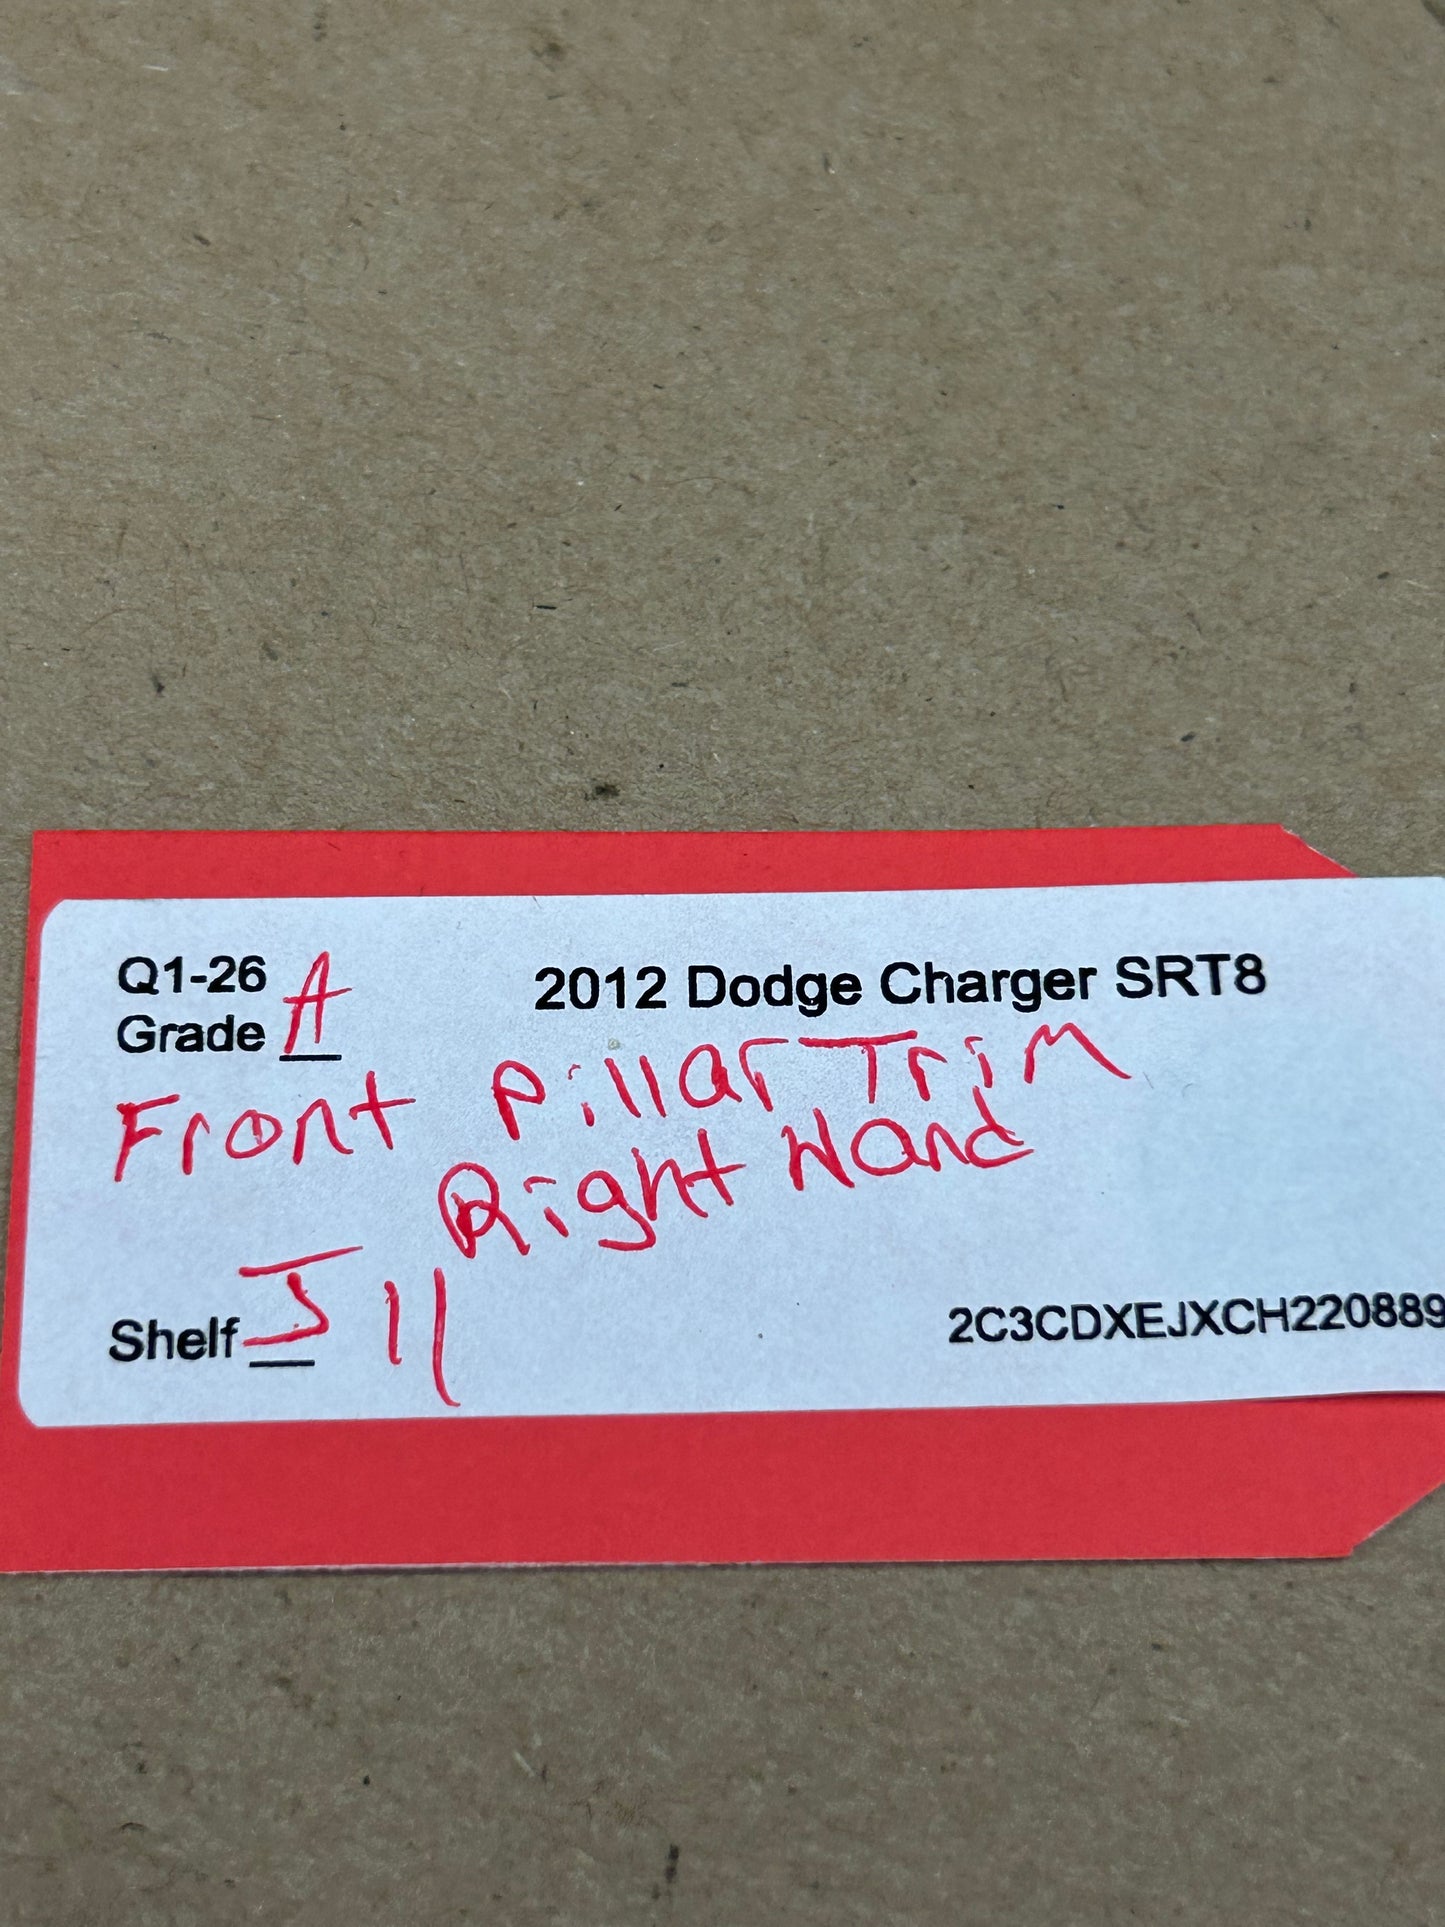 Q1-26
Grade A
2012 Dodge Charger SRT8
Front Pillar Trim
Right Hand
Shelf J 11
2C3CDXEJXCH220889